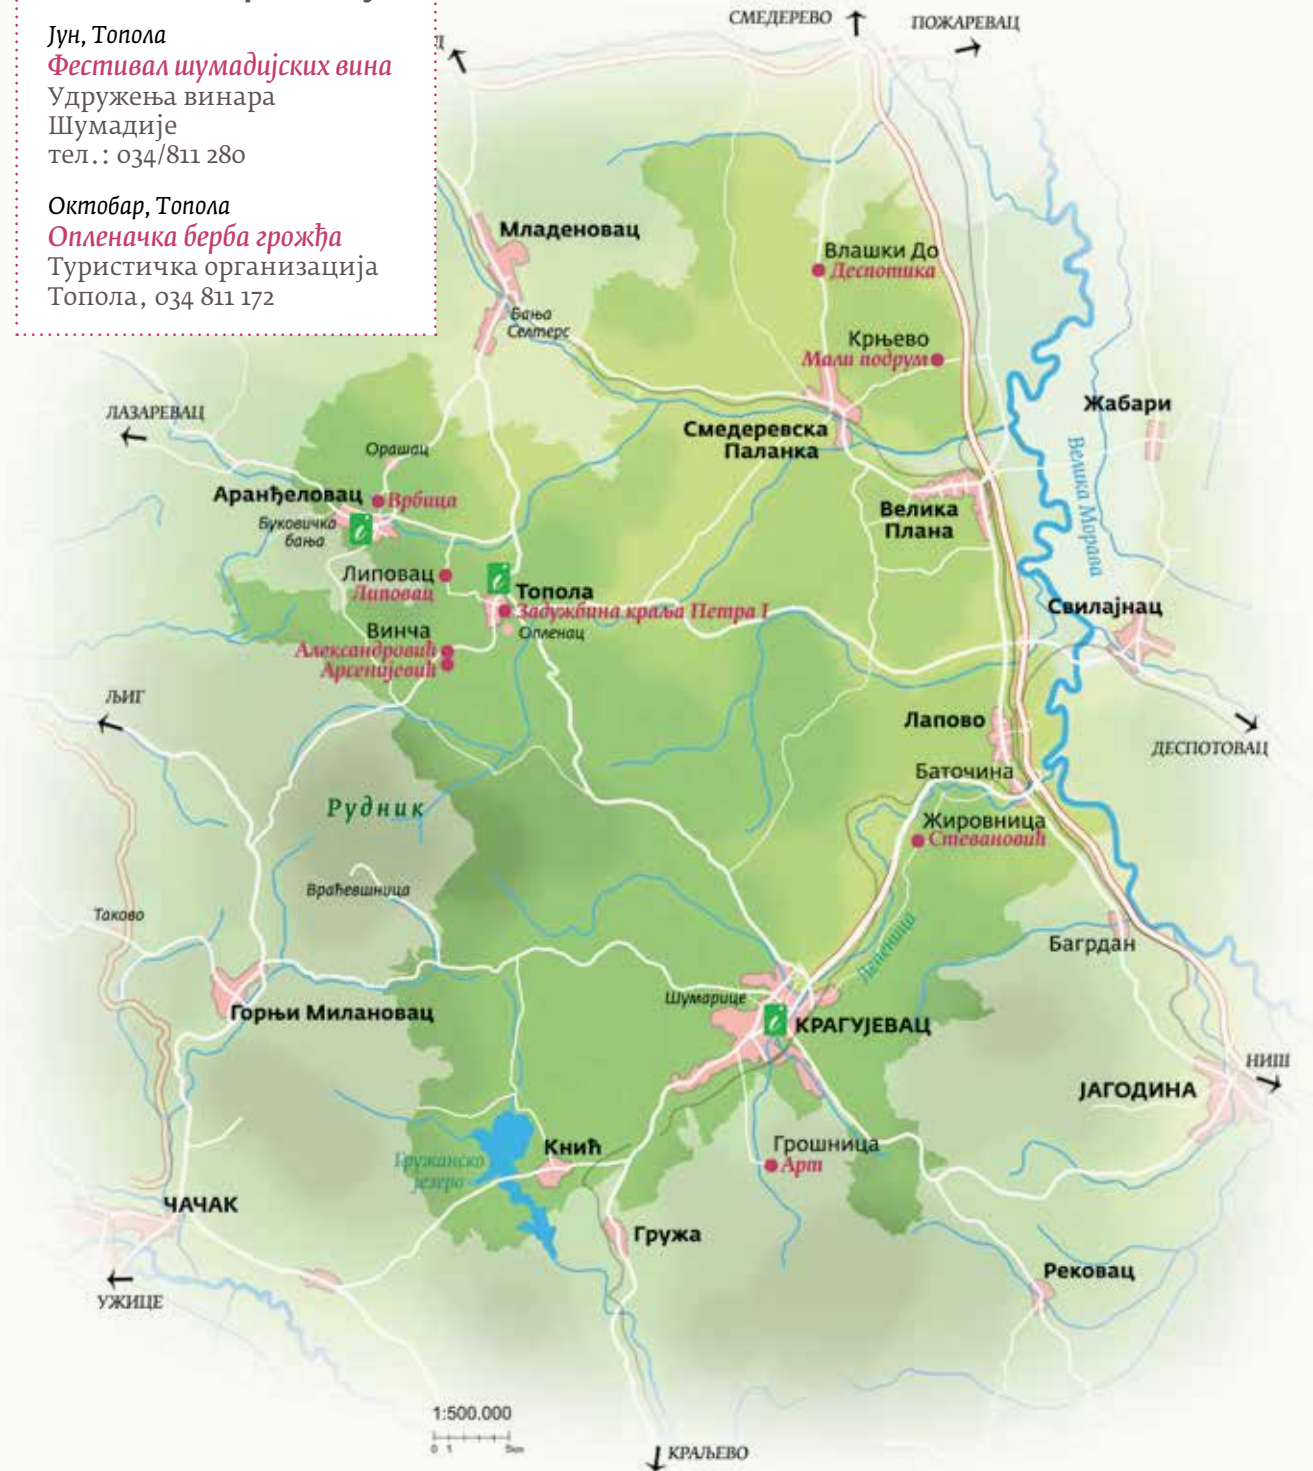 Јун, Топола
Фестивал шумадијских вина
Удружења винара
Шумадије
тел.: 034/811 280
Октобар, Топола
Опленачка берба грожђа
Туристичка организација
Топола, 034 811 172
СМЕДЕРЕВО
ПОЖАРЕВАЦ
Младеновац
Влашки До
Деспотика
Бања
Селтерс
Крњево
Мали подрум
Жабари
ЛАЗАРЕВАЦ
Смедеревска
Паланка
Орашац
Велика Морава
Аранђеловац
Врбица
Буковичка
бања
Велика
Плана
Липовац
Липовац
Топола
Задужбина краља Петра I
Опленац
Свилајнац
Винча
Александровић
Арсенијевић
ЉИГ
Лапово
ДЕСПОТОВАЦ
Баточина
Рудник
Жировница
Стевановић
Враћевшница
Таково
Лепеница
Багрдан
Шумарице
Горњи Милановац
КРАГУЈЕВАЦ
НИШ
ЈАГОДИНА
Кнић
Грошница
Арт
Гружанско
језеро
ЧАЧАК
Гружа
Рековац
УЖИЦЕ
1:500.000
0 1 5km
КРАЉЕВО